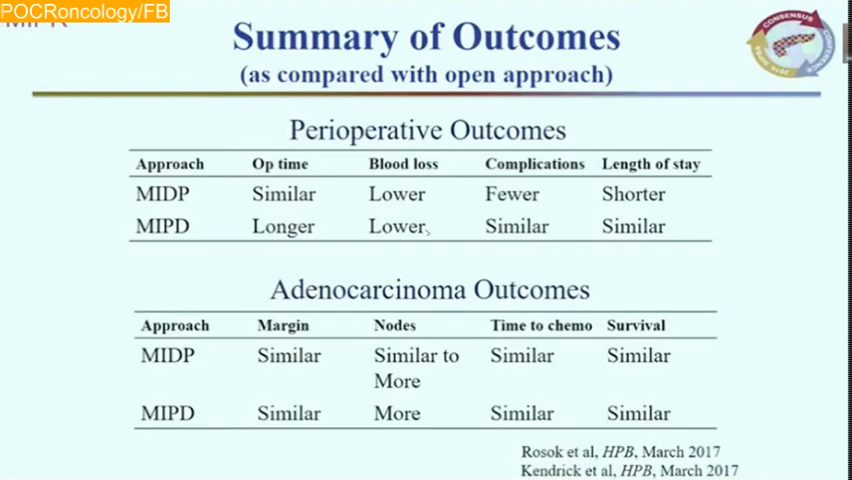 POCRoncology/FB
Summary of Outcomes
(as compared with open approach)
CONSENSUS
CONFERENCE
Perioperative Outcomes
Approach Op time Blood loss Complications Length of stay
MIDP Similar Lower Fewer Shorter
MIPD Longer Lower Similar Similar
Adenocarcinoma Outcomes
Approach Margin Nodes Time to chemo Survival
MIDP Similar Similar to Similar Similar
More
MIPD Similar More Similar Similar
Rosok et al, HPB, March 2017
Kendrick et al, HPB, March 2017